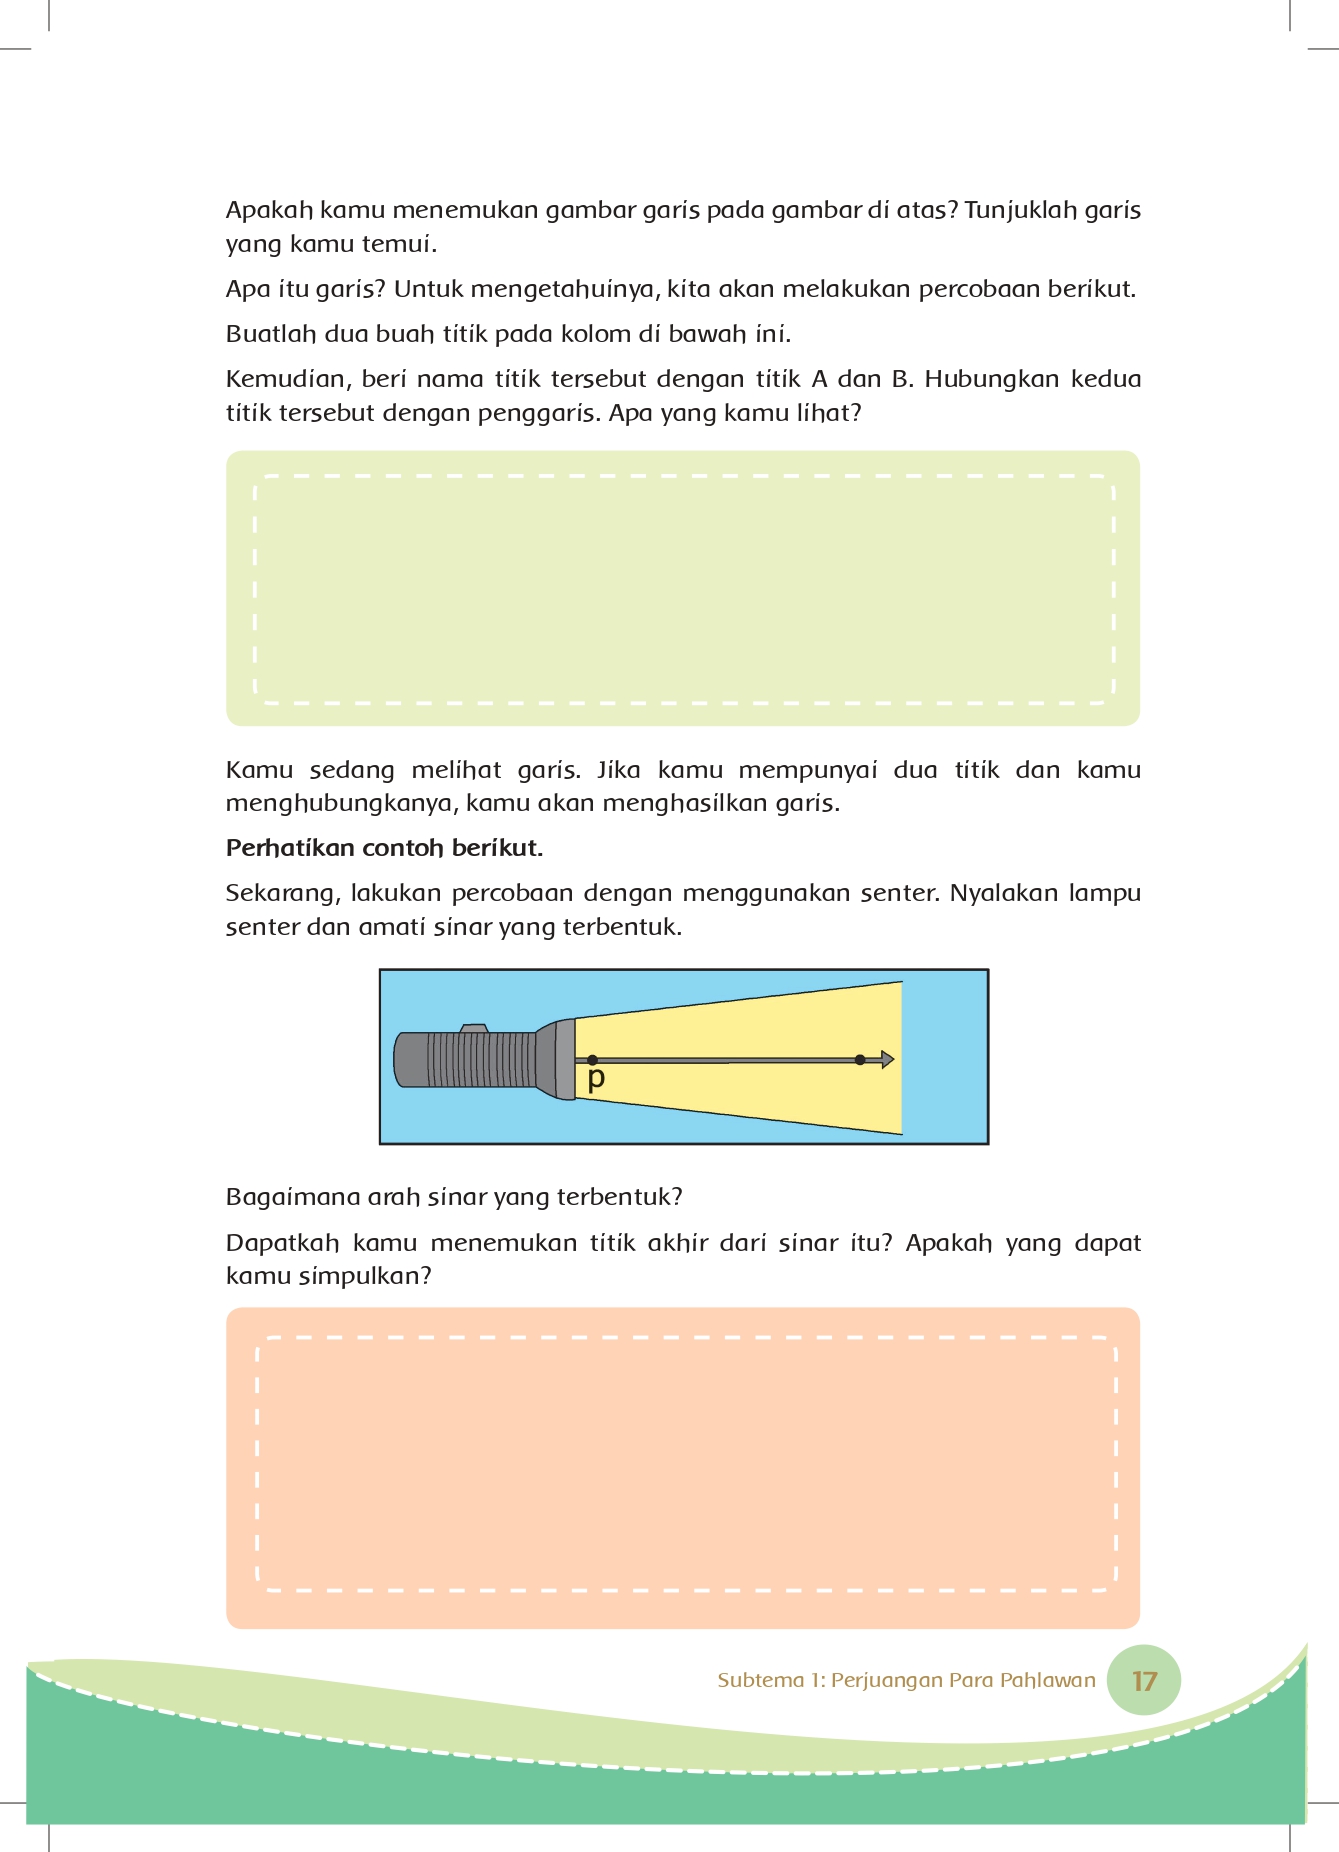 Apakah kamu menemukan gambar garis pada gambar di atas? Tunjuklah garis
yang kamu temui.
Apa itu garis? Untuk mengetahuinya, kita akan melakukan percobaan berikut.
Buatlah dua buah titik pada kolom di bawah ini.
Kemudian, beri nama titik tersebut dengan titik A dan B. Hubungkan kedua
titik tersebut dengan penggaris. Apa yang kamu lihat?
Kamu sedang melihat garis. Jika kamu mempunyai dua titik dan kamu
menghubungkanya, kamu akan menghasilkan garis.
Perhatikan contoh berikut.
Sekarang, lakukan percobaan dengan menggunakan senter. Nyalakan lampu
senter dan amati sinar yang terbentuk.
p
Bagaimana arah sinar yang terbentuk?
Dapatkah kamu menemukan titik akhir dari sinar itu? Apakah yang dapat
kamu simpulkan?
Subtema 1: Perjuangan Para Pahlawan 17